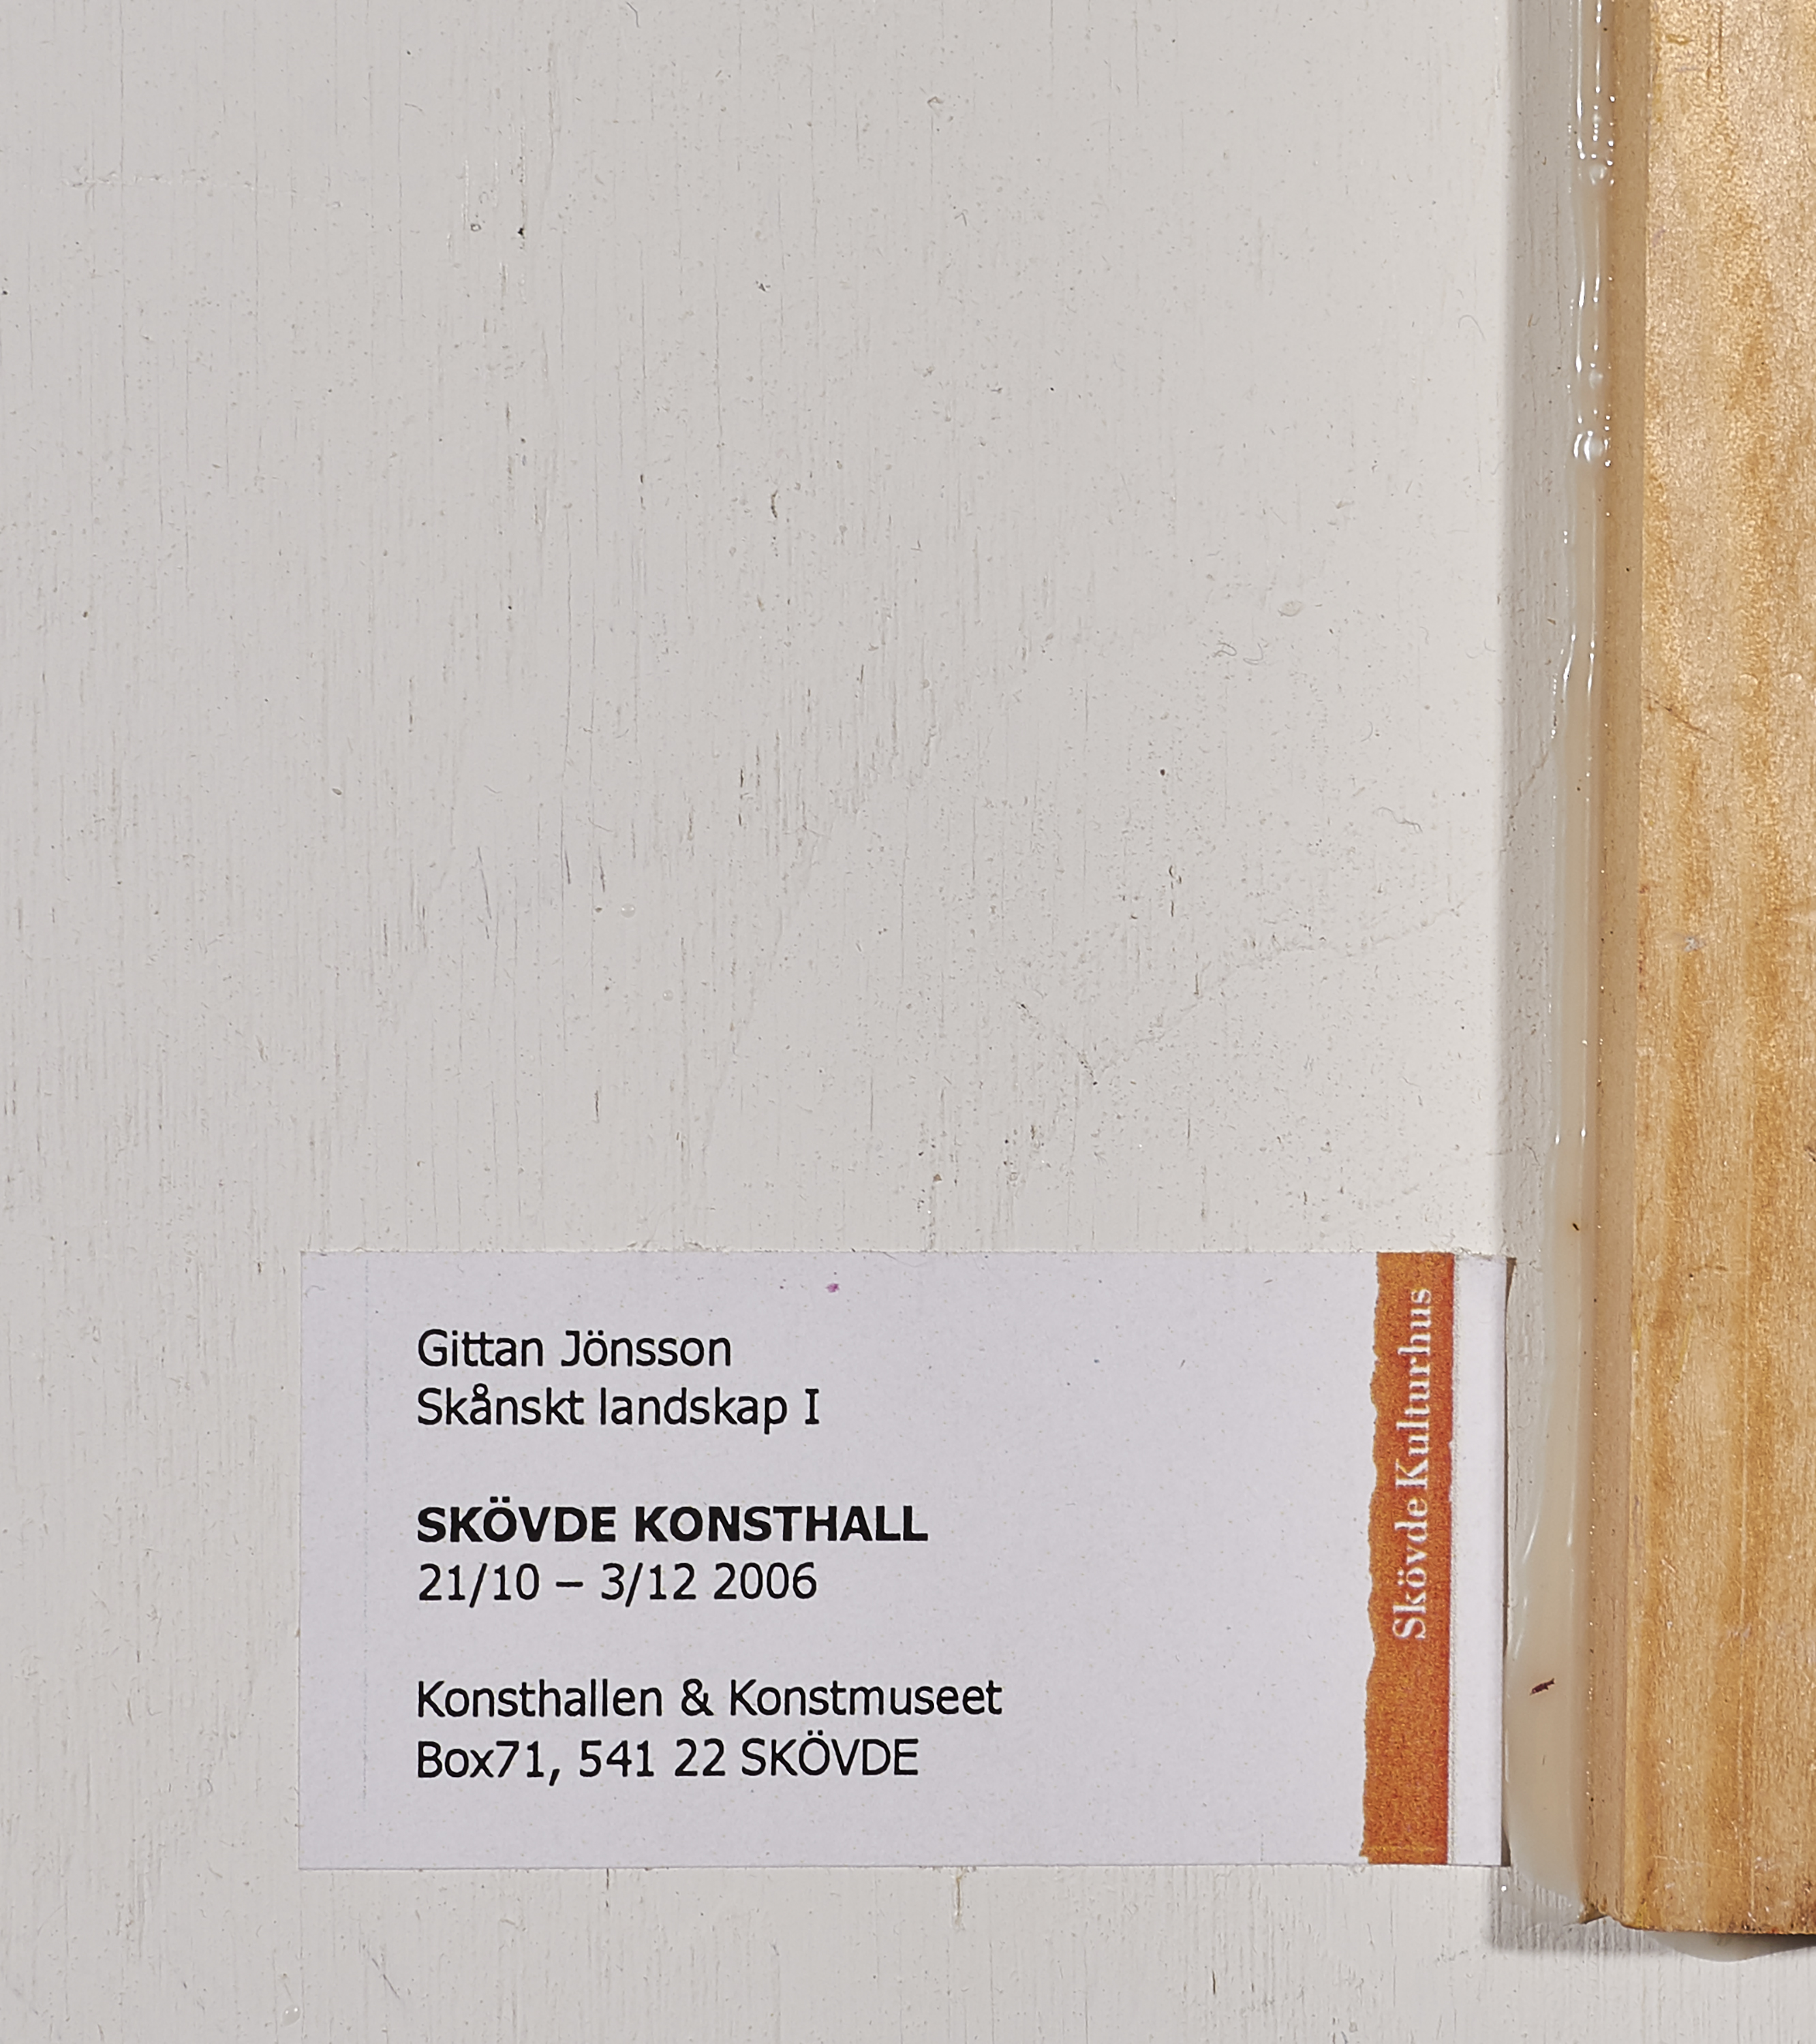 Gittan Jönsson
Skånskt landskap I
SKÖVDE KONSTHALL
21/10 – 3/12 2006
Konsthallen & Konstmuseet
Box71, 541 22 SKÖVDE
Skövde Kulturhus